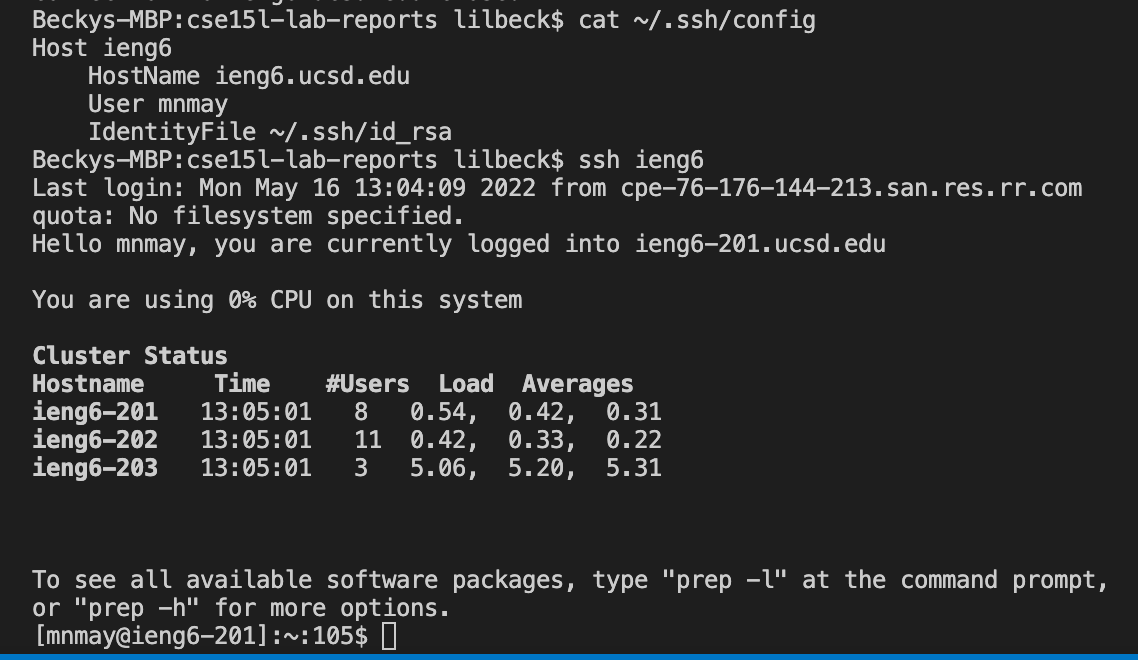 Beckys-MBP:cse15l-lab-reports lilbeck$ cat ~/.ssh/config
Host ieng6
    HostName ieng6.ucsd.edu
    User mnmay
    IdentityFile ~/.ssh/id_rsa
Beckys-MBP:cse15l-lab-reports lilbeck$ ssh ieng6
Last login: Mon May 16 13:04:09 2022 from cpe-76-176-144-213.san.res.rr.com
quota: No filesystem specified.
Hello mnmay, you are currently logged into ieng6-201.ucsd.edu

You are using 0% CPU on this system

Cluster Status
Hostname     Time    #Users  Load  Averages
ieng6-201   13:05:01   8   0.54,  0.42,  0.31
ieng6-202   13:05:01   11  0.42,  0.33,  0.22
ieng6-203   13:05:01   3   5.06,  5.20,  5.31

To see all available software packages, type "prep -l" at the command prompt,
or "prep -h" for more options.
[mnmay@ieng6-201]:~:105$